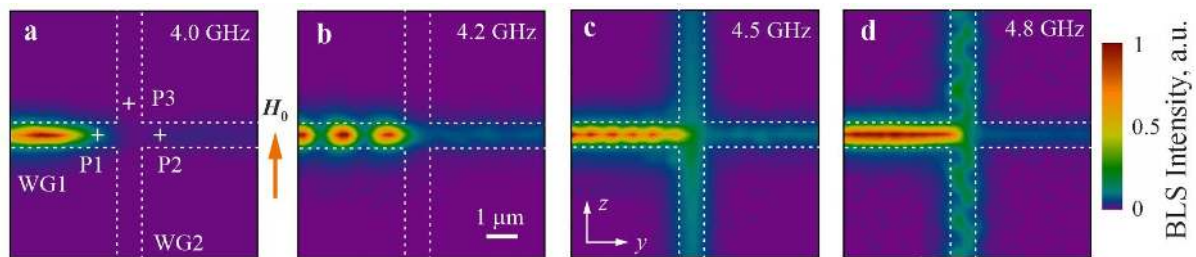 a
4.0 GHz
P3
P1
P2
WG1
WG2
H₀
b
4.2 GHz
1 μm
c
4.5 GHz
z
y
d
4.8 GHz
1
0.5
0
BLS Intensity, a.u.